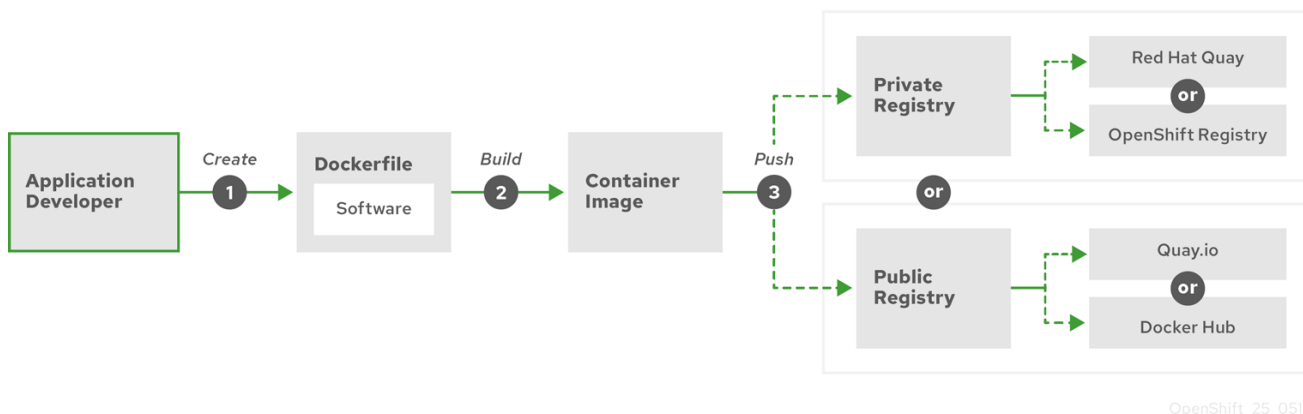 Application
Developer
Create
1
Dockerfile
Software
Build
2
Container
Image
Push
3
Private
Registry
Red Hat Quay
or
OpenShift Registry
or
Public
Registry
Quay.io
or
Docker Hub
OpenShift_25_051